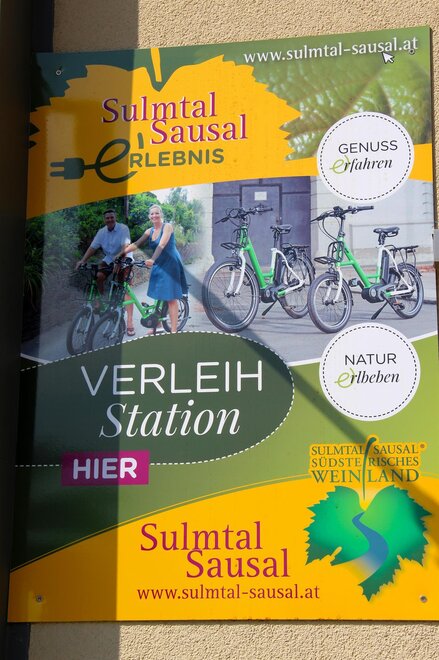 www.sulmtal-sausal.at
Sulmtal
Sausal
e'RLEBNIS
GENUSS
erfahren
NATUR
erlbeben
VERLEIH
Station
HIER
SULMTAL SAUSAL®
SÜDSTEIRISCHES
WEINLAND
Sulmtal
Sausal
www.sulmtal-sausal.at